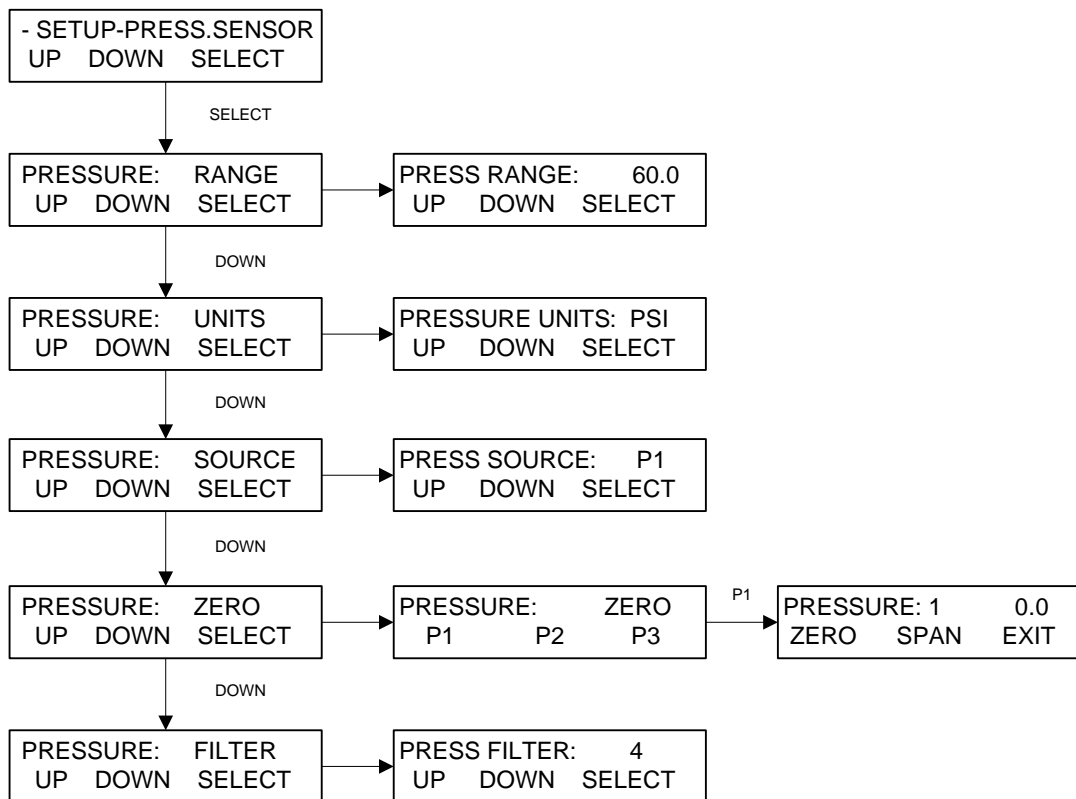 - SETUP-PRESS.SENSOR
UP DOWN SELECT
SELECT
PRESSURE: RANGE
UP DOWN SELECT
PRESS RANGE: 60.0
UP DOWN SELECT
DOWN
PRESSURE: UNITS
UP DOWN SELECT
PRESSURE UNITS: PSI
UP DOWN SELECT
DOWN
PRESSURE: SOURCE
UP DOWN SELECT
PRESS SOURCE: P1
UP DOWN SELECT
DOWN
PRESSURE: ZERO
UP DOWN SELECT
PRESSURE: ZERO
P1 P2 P3
P1
PRESSURE: 1 0.0
ZERO SPAN EXIT
DOWN
PRESSURE: FILTER
UP DOWN SELECT
PRESS FILTER: 4
UP DOWN SELECT